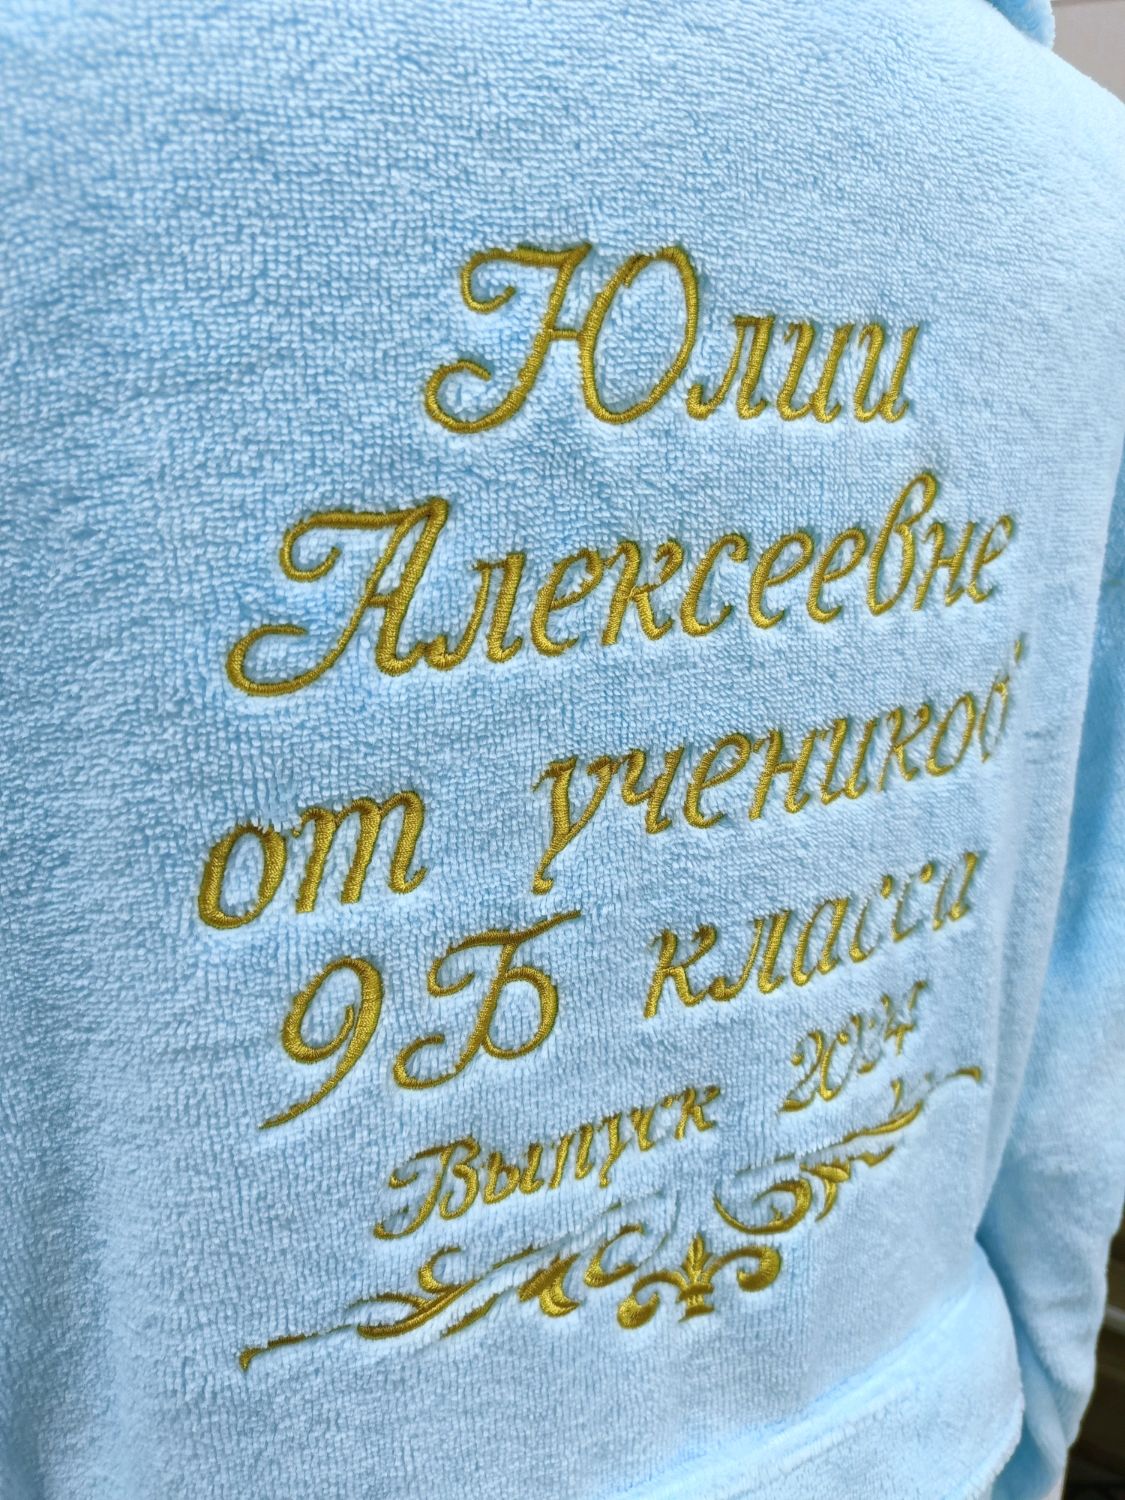 Юлии
Алексеевне
от учеников
9Б класса
Выпуск 2024